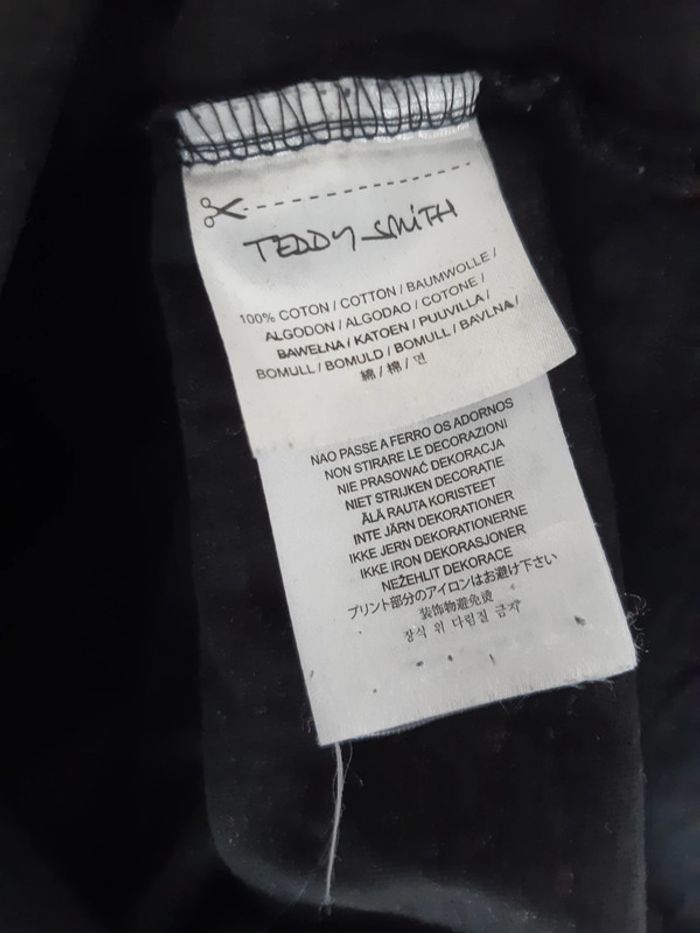 TEDDY SMITH
100% COTON / COTTON / BAUMWOLLE /
ALGODON / ALGODAO / COTONE /
BAWEŁNA / KATOEN / PUUVILLA /
BOMULL / BOMULD / BOMULL / BAVLNA /
綿 / 棉 / 면
NAO PASSE A FERRO OS ADORNOS
NON STIRARE LE DECORAZIONI
NIE PRASOWAĆ DEKORACJA
NIET STRIJKEN DECORATIE
ÄLÄ RAUTA KORISTEET
INTE JÄRN DEKORATIONER
IKKE JERN DEKORATIONERNE
IKKE IRON DEKORASJONER
NEŽEHLIT DEKORACE
プリント部分のアイロンはお避け下さい
装飾物避免燙
장식 위 다림질 금지